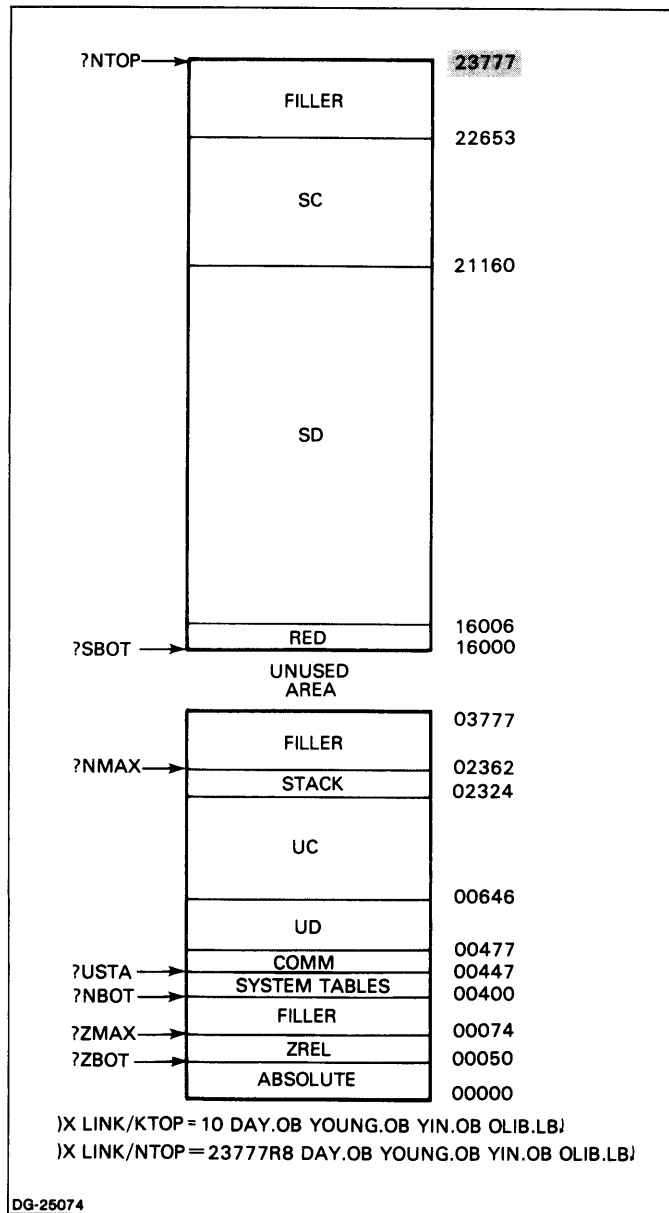 ?NTOP 23777
FILLER
22653
SC
21160
SD
16006
RED
?SBOT 16000
UNUSED
AREA
03777
FILLER
?NMAX 02362
STACK
02324
UC
00646
UD
00477
COMM
?USTA 00447
SYSTEM TABLES
?NBOT 00400
FILLER
?ZMAX 00074
ZREL
?ZBOT 00050
ABSOLUTE
00000
)X LINK/KTOP = 10 DAY.OB YOUNG.OB YIN.OB OLIB.LB⤶
)X LINK/NTOP = 23777R8 DAY.OB YOUNG.OB YIN.OB OLIB.LB⤶
DG-25074